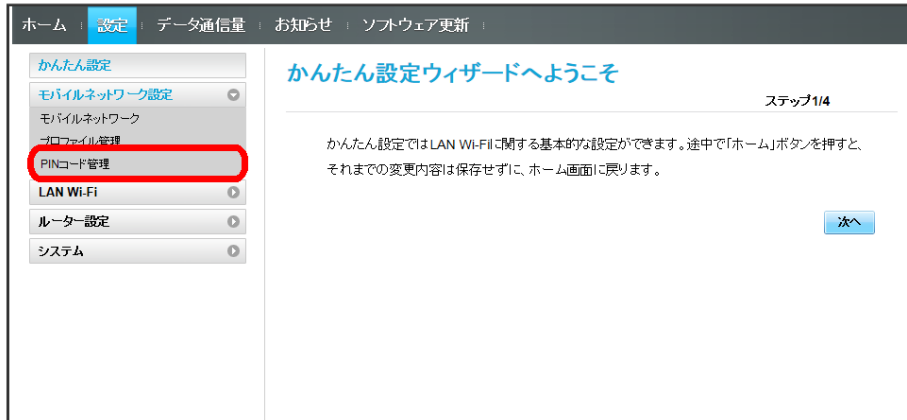 ホーム 設定 データ通信量 お知らせ ソフトウェア更新
かんたん設定
モバイルネットワーク設定
モバイルネットワーク
プロファイル管理
PINコード管理
LAN Wi-Fi
ルーター設定
システム
かんたん設定ウィザードへようこそ
ステップ1/4
かんたん設定ではLAN Wi-Fiに関する基本的な設定ができます。途中で「ホーム」ボタンを押すと、
それまでの変更内容は保存せずに、ホーム画面に戻ります。
次へ